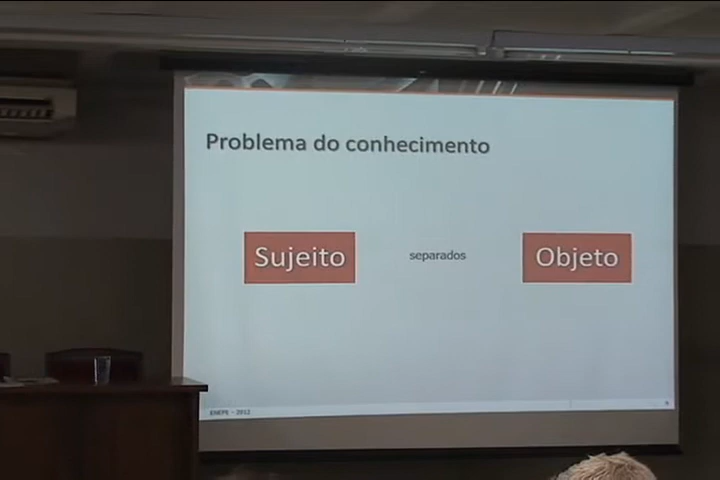 Problema do conhecimento
Sujeito
separados
Objeto
ENEPE - 2012